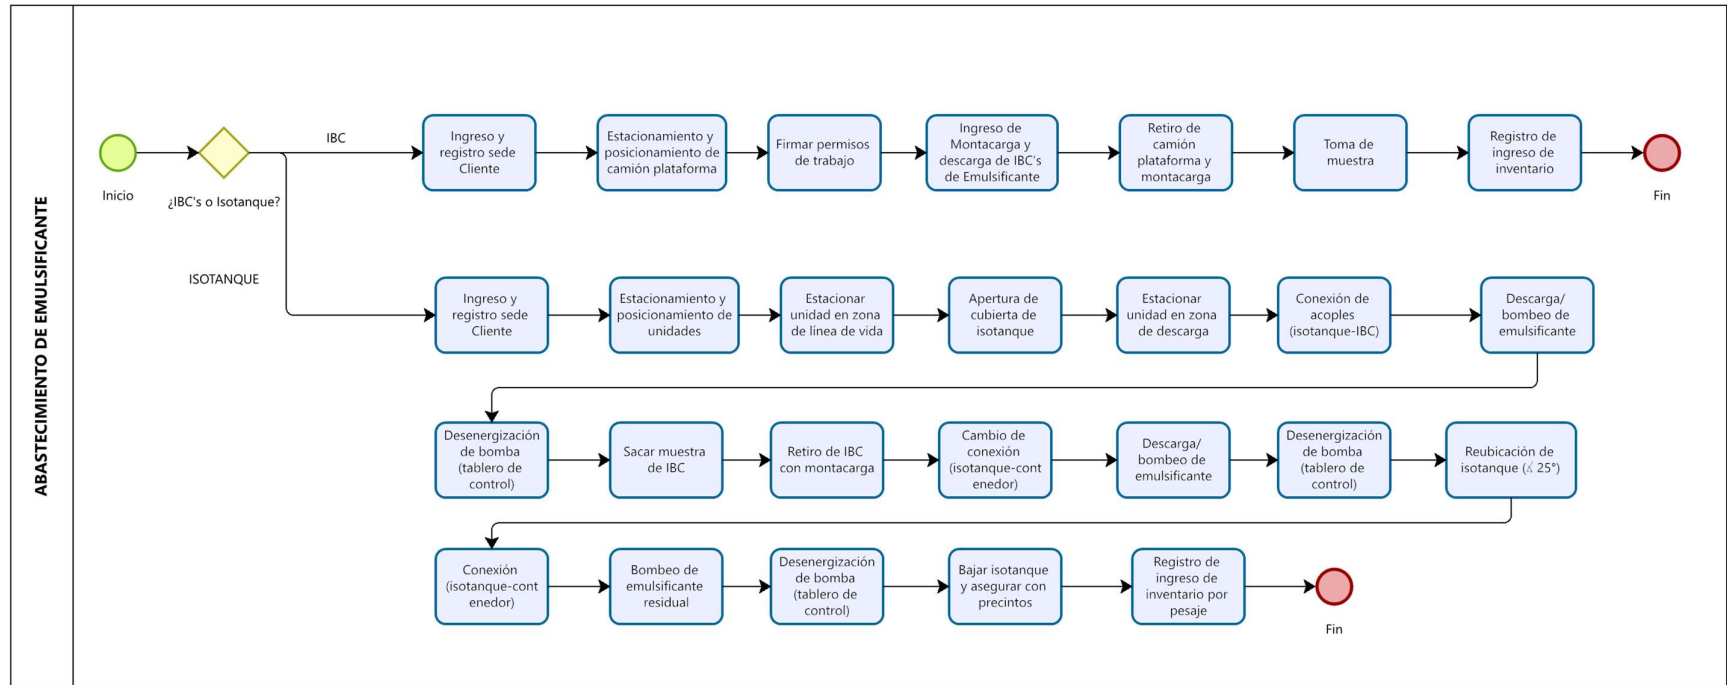 ABASTECIMIENTO DE EMULSIFICANTE
Inicio
¿IBC's o Isotanque?
IBC
Ingreso y
registro sede
Cliente
Estacionamiento y
posicionamiento de
camión plataforma
Firmar permisos
de trabajo
Ingreso de
Montacarga y
descarga de IBC's
de Emulsificante
Retiro de
camión
plataforma y
montacarga
Toma de
muestra
Registro de
ingreso de
inventario
Fin
ISOTANQUE
Ingreso y
registro sede
Cliente
Estacionamiento y
posicionamiento de
unidades
Estacionar
unidad en zona
de línea de vida
Apertura de
cubierta de
isotanque
Estacionar
unidad en zona
de descarga
Conexión de
acoples
(isotanque-IBC)
Descarga/
bombeo de
emulsificante
Desenergización
de bomba
(tablero de
control)
Sacar muestra
de IBC
Retiro de IBC
con montacarga
Cambio de
conexión
(isotanque-cont
enedor)
Descarga/
bombeo de
emulsificante
Desenergización
de bomba
(tablero de
control)
Reubicación de
isotanque (∡ 25°)
Conexión
(isotanque-cont
enedor)
Bombeo de
emulsificante
residual
Desenergización
de bomba
(tablero de
control)
Bajar isotanque
y asegurar con
precintos
Registro de
ingreso de
inventario por
pesaje
Fin